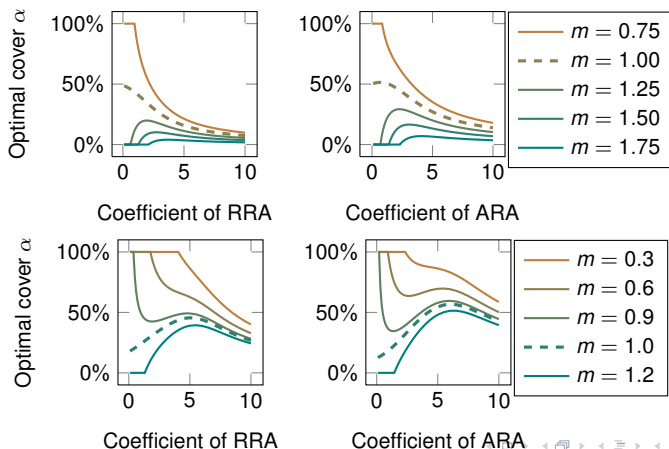 100%
50%
0%
0 5 10
Coefficient of RRA
Optimal cover α
100%
50%
0%
0 5 10
Coefficient of ARA
m = 0.75
m = 1.00
m = 1.25
m = 1.50
m = 1.75
100%
50%
0%
0 5 10
Coefficient of RRA
Optimal cover α
100%
50%
0%
0 5 10
Coefficient of ARA
m = 0.3
m = 0.6
m = 0.9
m = 1.0
m = 1.2